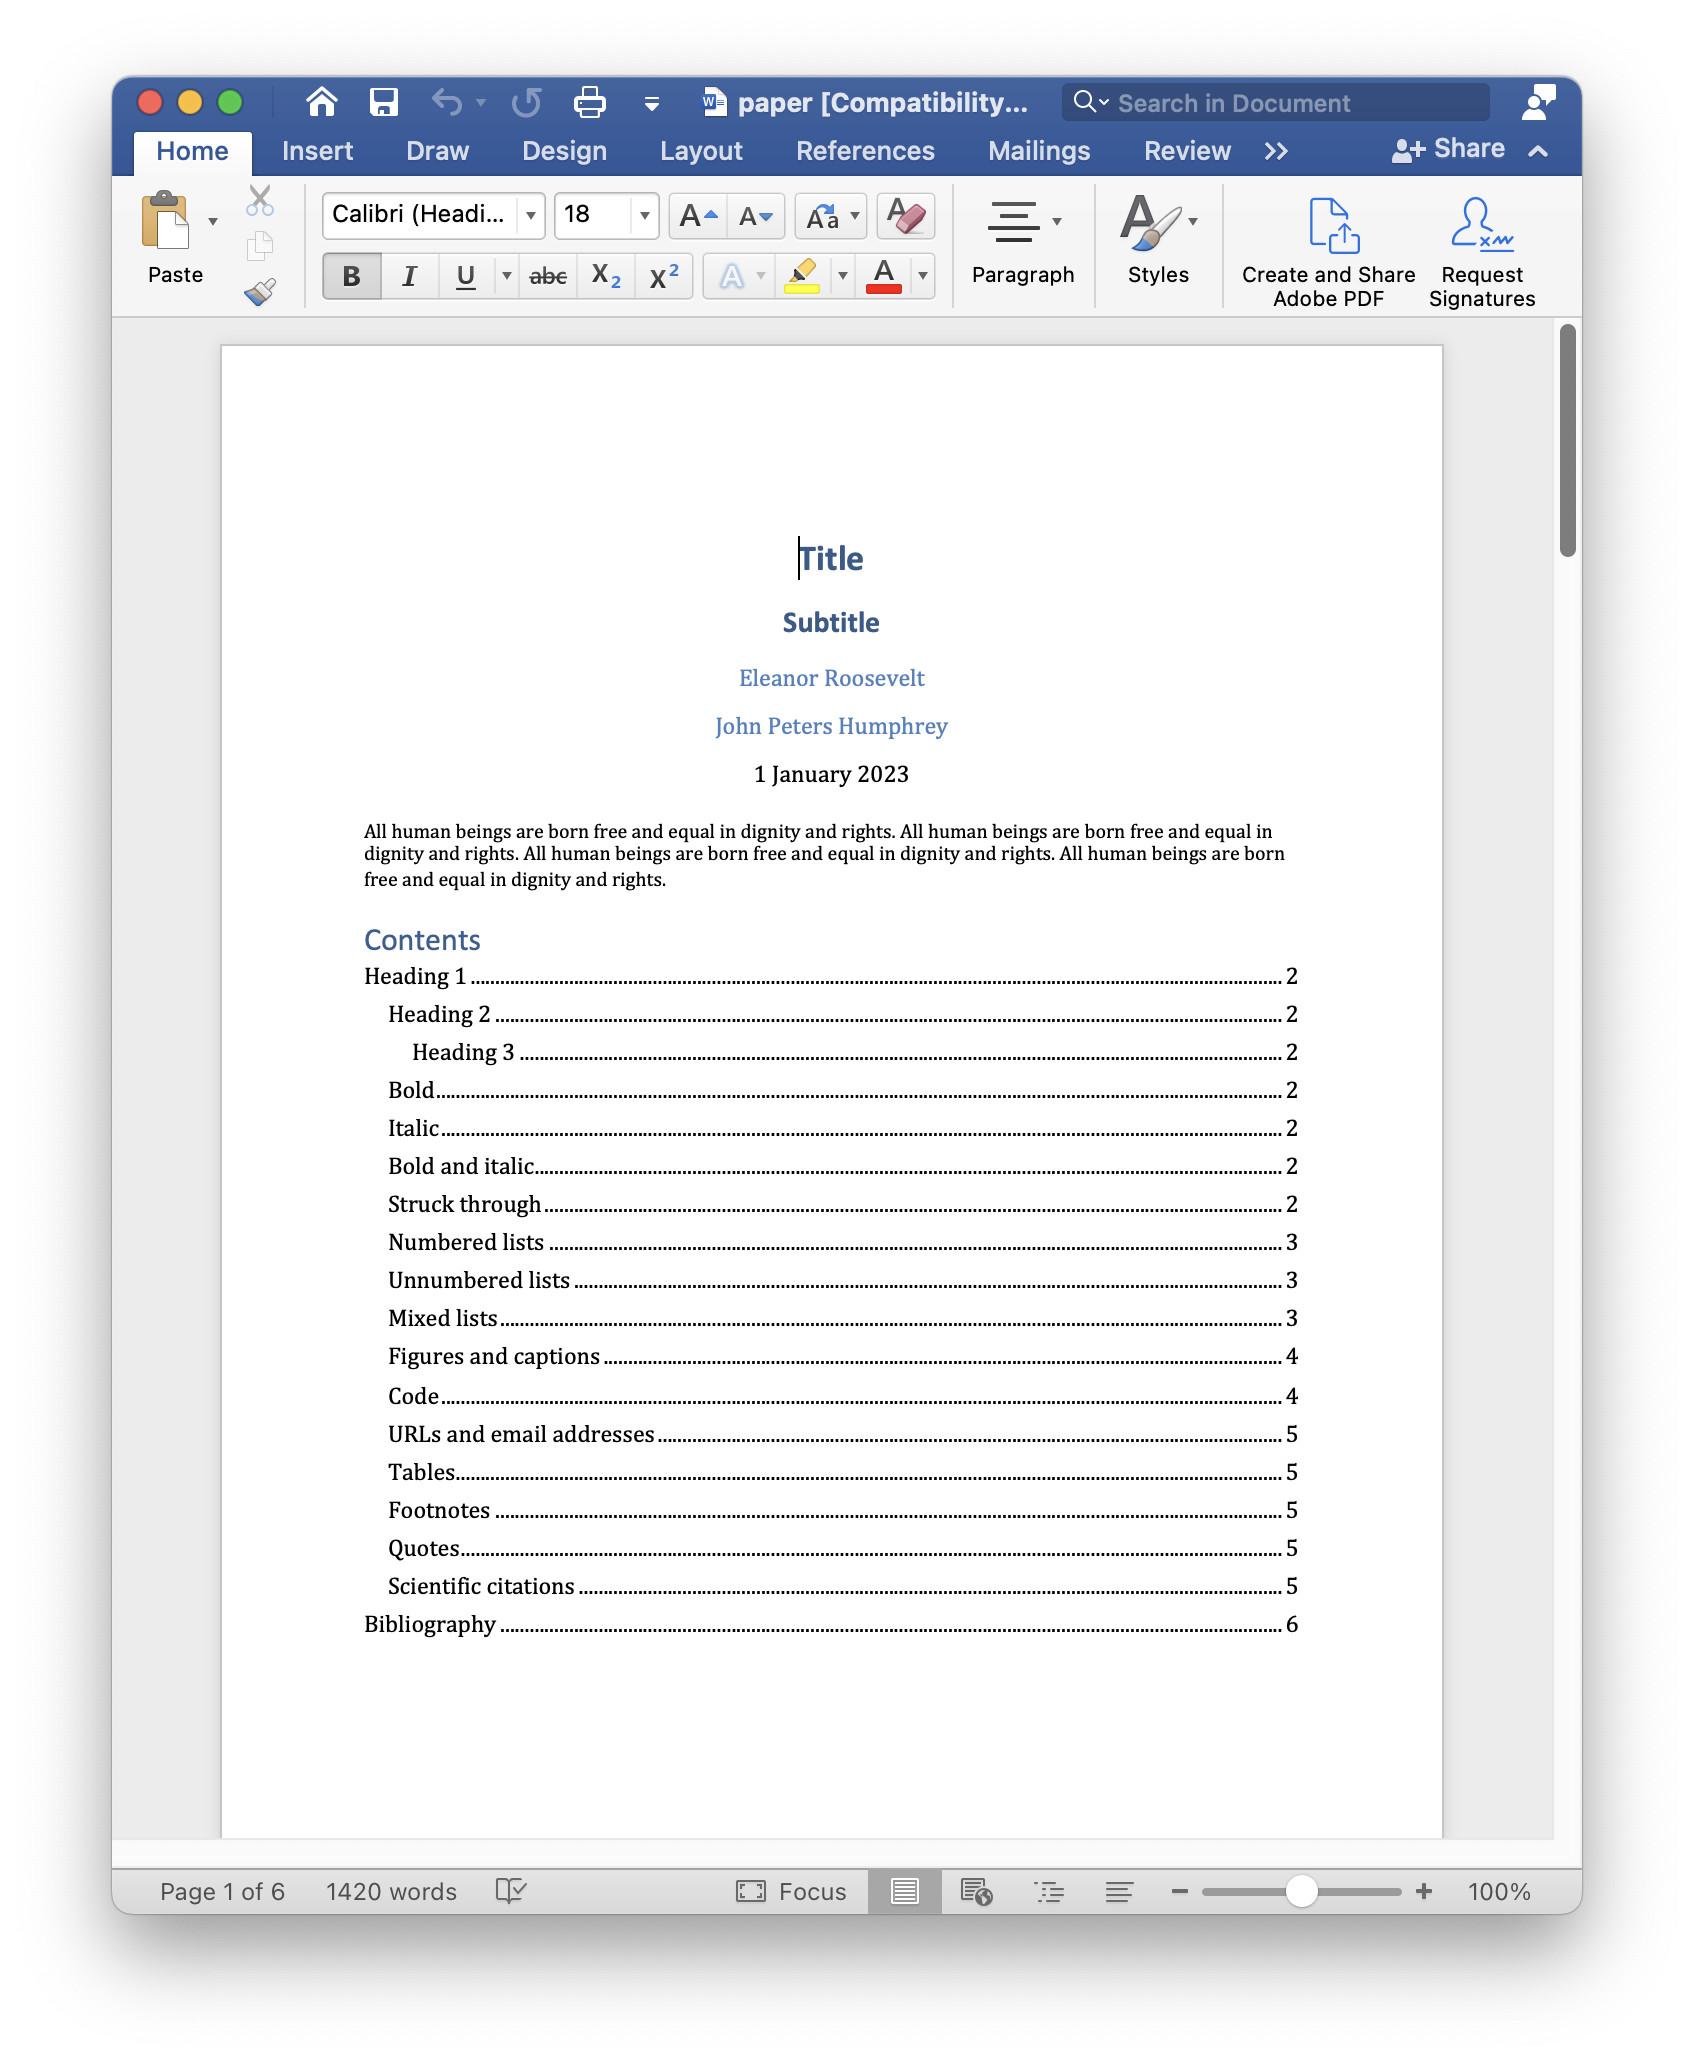 paper [Compatibility...
Search in Document
Home Insert Draw Design Layout References Mailings Review >> Share
Paste
Calibri (Headi... 18 A A Aa A
B I U abc X2 X2 A A
Paragraph
Styles
Create and Share
Adobe PDF
Request
Signatures
Title
Subtitle
Eleanor Roosevelt
John Peters Humphrey
1 January 2023
All human beings are born free and equal in dignity and rights. All human beings are born free and equal in
dignity and rights. All human beings are born free and equal in dignity and rights. All human beings are born
free and equal in dignity and rights.
Contents
Heading 1 2
Heading 2 2
Heading 3 2
Bold 2
Italic 2
Bold and italic 2
Struck through 2
Numbered lists 3
Unnumbered lists 3
Mixed lists 3
Figures and captions 4
Code 4
URLs and email addresses 5
Tables 5
Footnotes 5
Quotes 5
Scientific citations 5
Bibliography 6
Page 1 of 6 1420 words Focus 100%